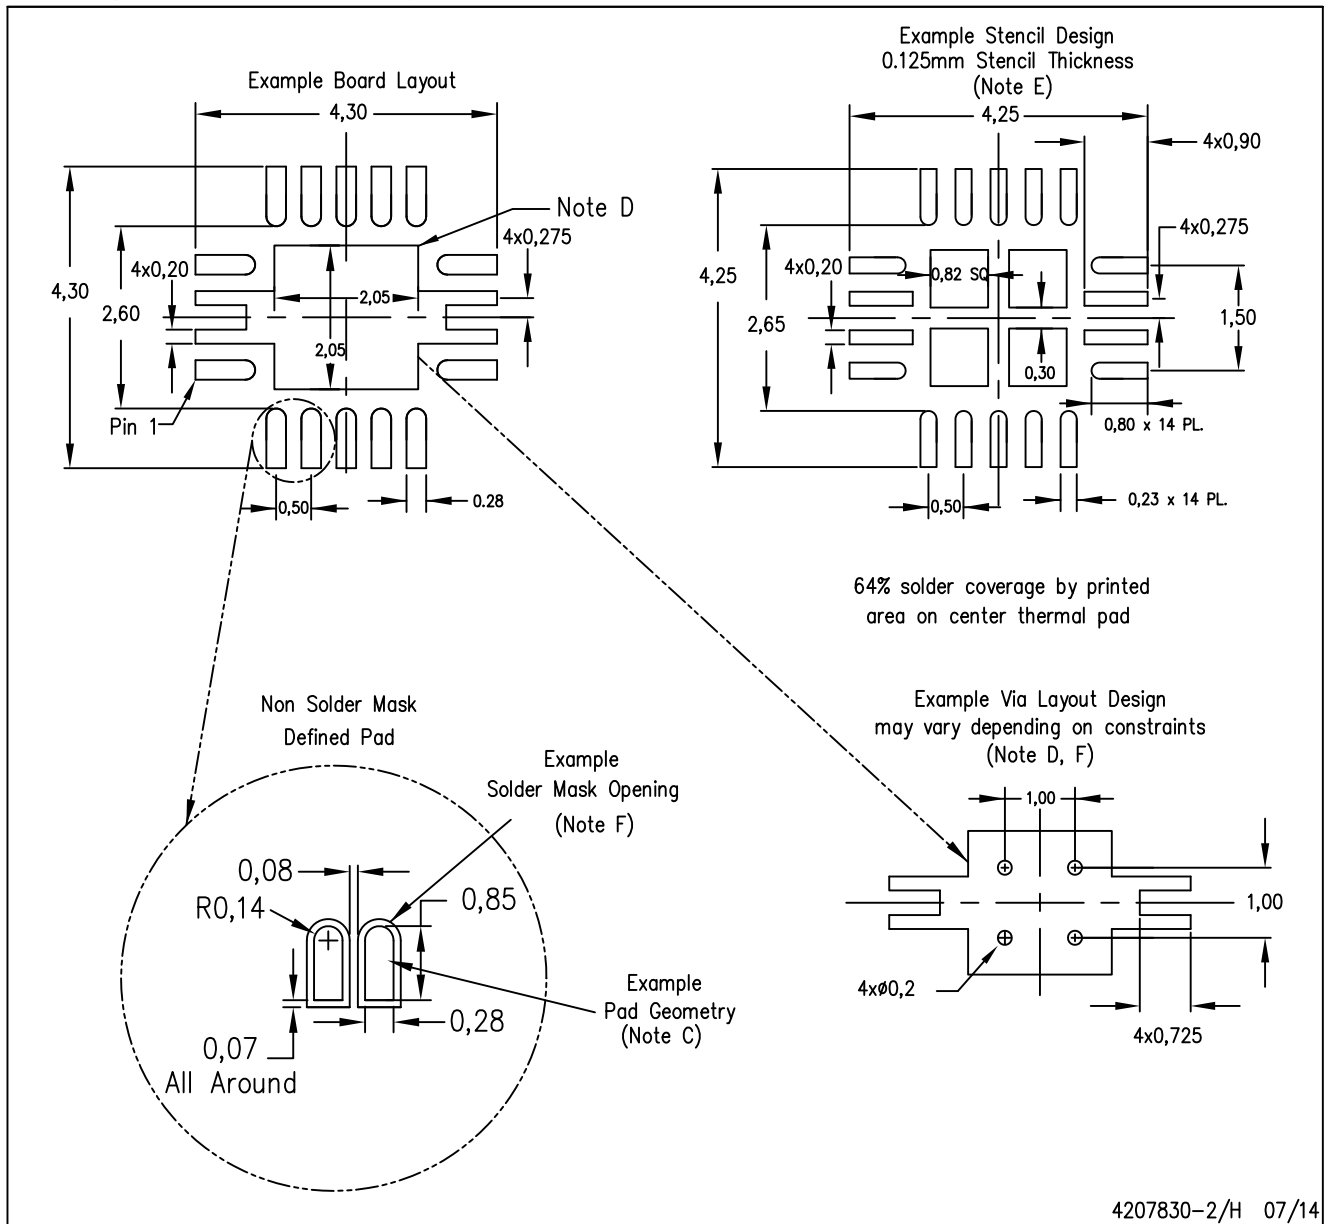 Example Board Layout
4,30
4,30
2,60
4x0,20
Note D
4x0,275
2,05
2,05
Pin 1
0,50
0.28
Example Stencil Design
0.125mm Stencil Thickness
(Note E)
4,25
4x0,90
4,25
2,65
4x0,20
0,82 SQ
4x0,275
1,50
0,30
0,80 x 14 PL.
0,50
0,23 x 14 PL.
64% solder coverage by printed
area on center thermal pad
Non Solder Mask
Defined Pad
Example
Solder Mask Opening
(Note F)
0,08
R0,14
0,85
0,28
0,07
All Around
Example
Pad Geometry
(Note C)
Example Via Layout Design
may vary depending on constraints
(Note D, F)
1,00
1,00
4xø0,2
4x0,725
4207830-2/H 07/14